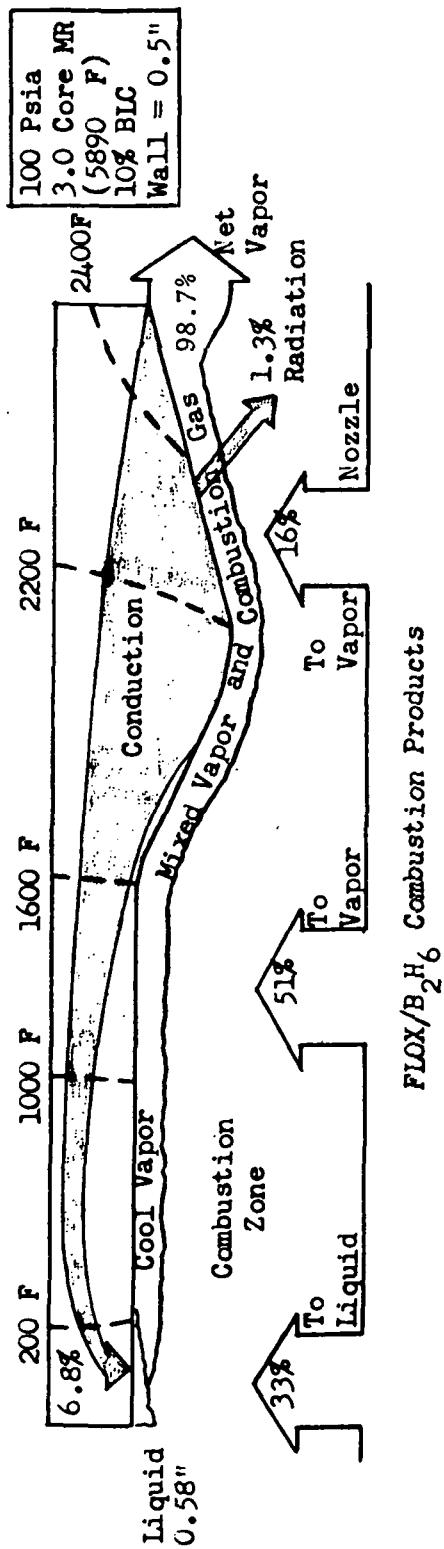 100 Psia
3.0 Core MR
(5890 F)
10% BLC
Wall = 0.5"
200 F
1000 F
1600 F
2200 F
2400F
6.8%
Conduction
Liquid
0.58"
Cool Vapor
Mixed Vapor and Combustion Gas
98.7%
Net
Vapor
1.3%
Radiation
Combustion
Zone
33%
To
Liquid
51%
To
Vapor
16%
To
Vapor
Nozzle
FLOX/B2H6 Combustion Products